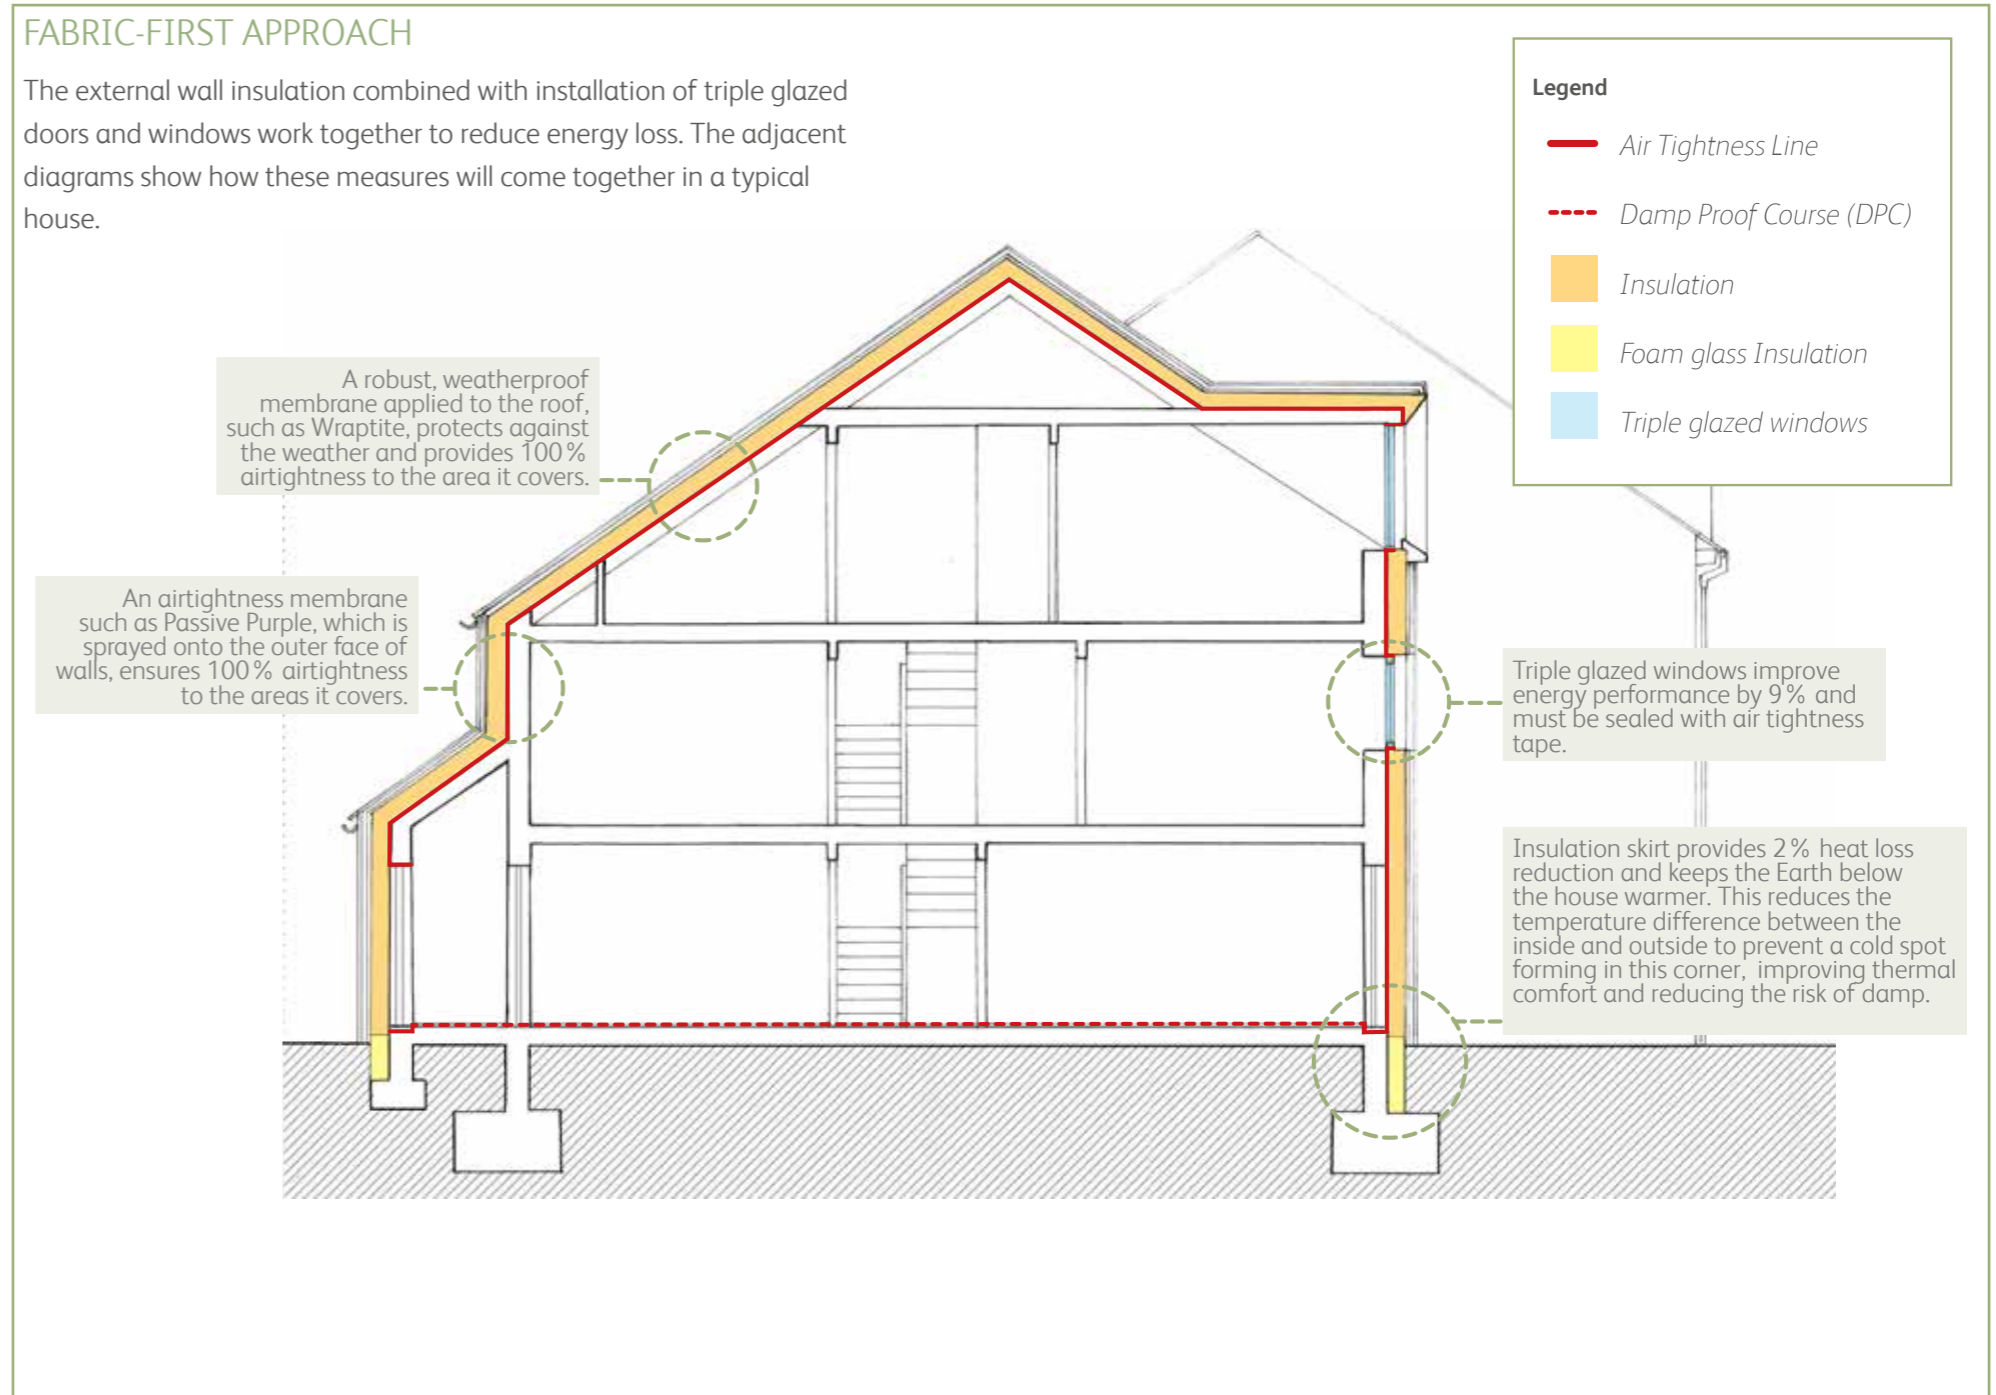 FABRIC-FIRST APPROACH
The external wall insulation combined with installation of triple glazed
doors and windows work together to reduce energy loss. The adjacent
diagrams show how these measures will come together in a typical
house.
Legend
Air Tightness Line
Damp Proof Course (DPC)
Insulation
Foam glass Insulation
Triple glazed windows
A robust, weatherproof
membrane applied to the roof,
such as Wraptite, protects against
the weather and provides 100%
airtightness to the area it covers.
An airtightness membrane
such as Passive Purple, which is
sprayed onto the outer face of
walls, ensures 100% airtightness
to the areas it covers.
Triple glazed windows improve
energy performance by 9% and
must be sealed with air tightness
tape.
Insulation skirt provides 2% heat loss
reduction and keeps the Earth below
the house warmer. This reduces the
temperature difference between the
inside and outside to prevent a cold spot
forming in this corner, improving thermal
comfort and reducing the risk of damp.